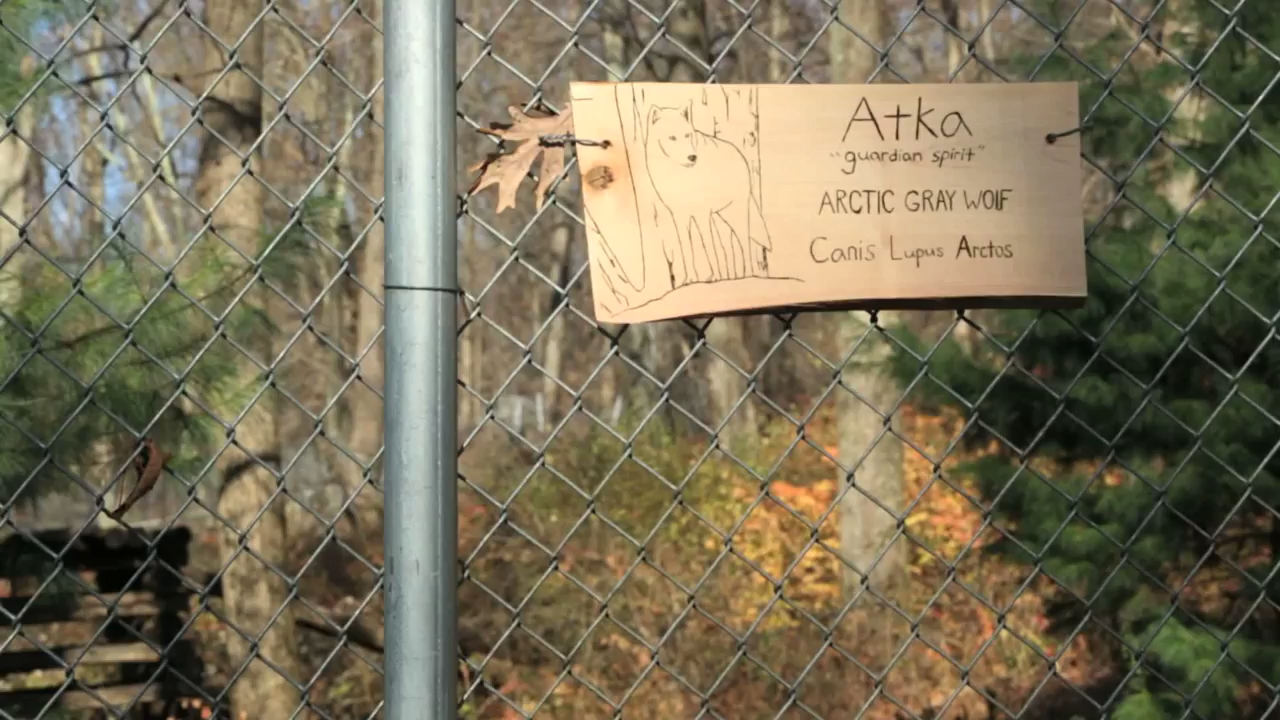 Atka
"guardian spirit"
ARCTIC GRAY WOLF
Canis Lupus Arctos